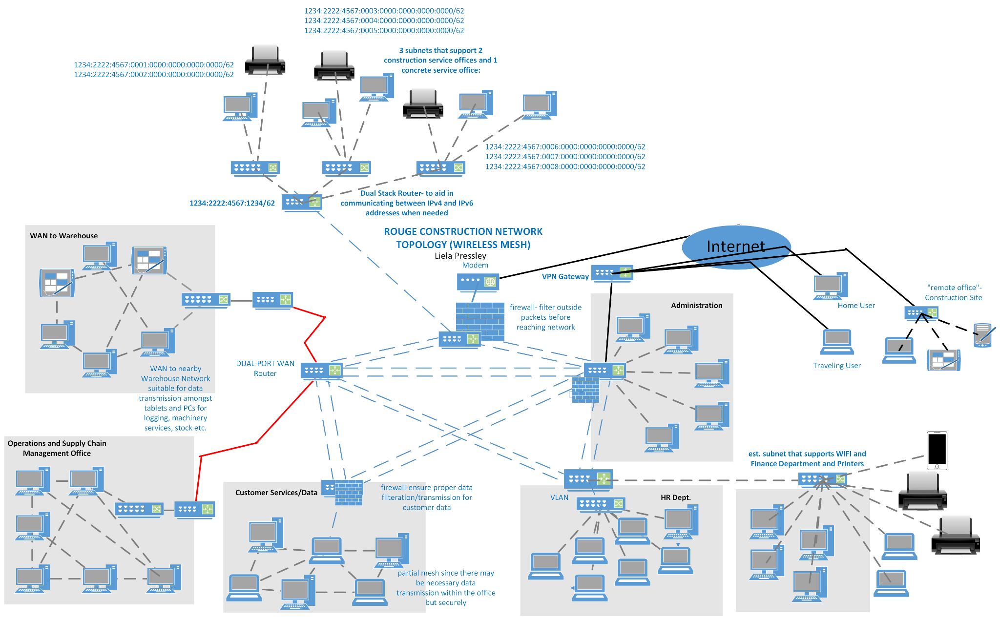 1234:2222:4567:0003:0000:0000:0000:0000/62
1234:2222:4567:0004:0000:0000:0000:0000/62
1234:2222:4567:0005:0000:0000:0000:0000/62
3 subnets that support 2
construction service offices and 1
concrete service office:
1234:2222:4567:0001:0000:0000:0000:0000/62
1234:2222:4567:0002:0000:0000:0000:0000/62
1234:2222:4567:0006:0000:0000:0000:0000/62
1234:2222:4567:0007:0000:0000:0000:0000/62
1234:2222:4567:0008:0000:0000:0000:0000/62
1234:2222:4567:1234/62
Dual Stack Router- to aid in
communicating between IPv4 and IPv6
addresses when needed
ROUGE CONSTRUCTION NETWORK
TOPOLOGY (WIRELESS MESH)
Liela Pressley
Modem
Internet
VPN Gateway
WAN to Warehouse
"remote office"-
Construction Site
Home User
Traveling User
firewall- filter outside
packets before
reaching network
Administration
DUAL-PORT WAN
Router
WAN to nearby
Warehouse Network
suitable for data
transmission amongst
tablets and PCs for
logging, machinery
services, stock etc.
Operations and Supply Chain
Management Office
Customer Services/Data
firewall-ensure proper data
filteration/transmission for
customer data
partial mesh since there may
be necessary data
transmission within the office
but securely
VLAN
HR Dept.
est. subnet that supports WIFI and
Finance Department and Printers